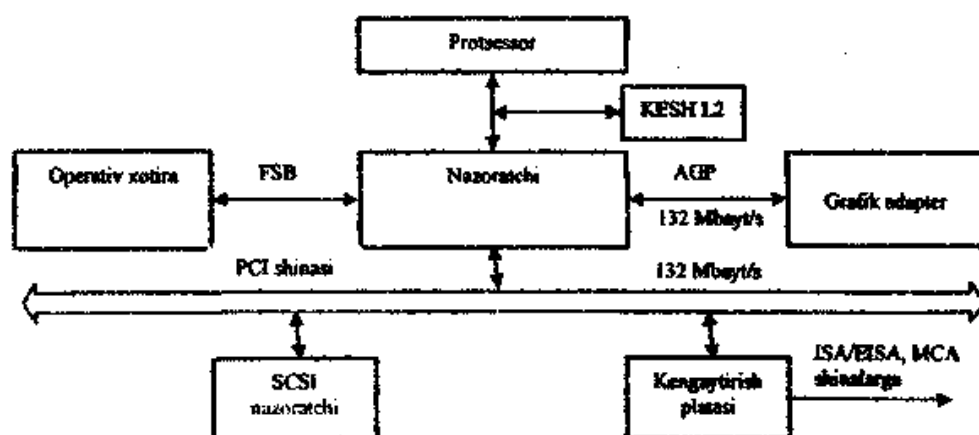 Protsessor
KESH L2
Operativ xotira
FSB
Nazoratchi
AGP
132 Mbayt/s
Grafik adapter
PCI shinasi
132 Mbayt/s
SCSI
nazoratchi
Kengaytirish
platasi
ISA/EISA, MCA
shinalarga